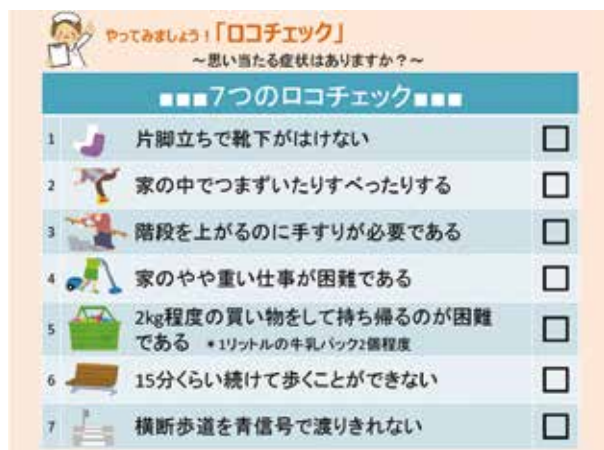 やってみましょう！「ロコチェック」
～思い当たる症状はありますか？～
■■■7つのロコチェック■■■
1 片脚立ちで靴下がはけない
2 家の中でつまずいたりすべったりする
3 階段を上がるのに手すりが必要である
4 家のやや重い仕事が困難である
5 2kg程度の買い物をして持ち帰るのが困難
である ＊1リットルの牛乳パック2個程度
6 15分くらい続けて歩くことができない
7 横断歩道を青信号で渡りきれない